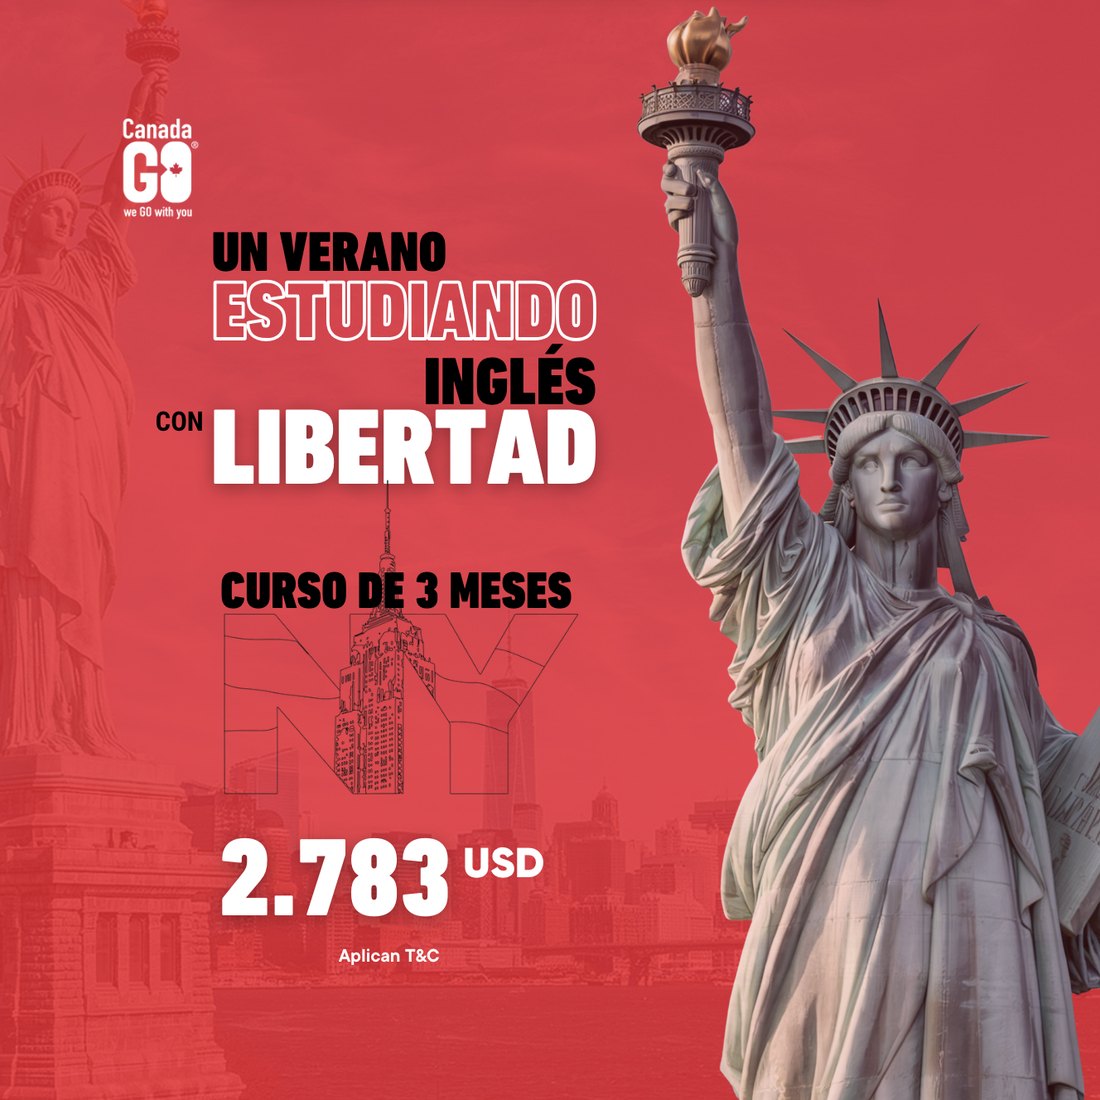 Canada
GO®
we GO with you
UN VERANO
ESTUDIANDO
INGLÉS
CON LIBERTAD
CURSO DE 3 MESES
NY
2.783 USD
Aplican T&C